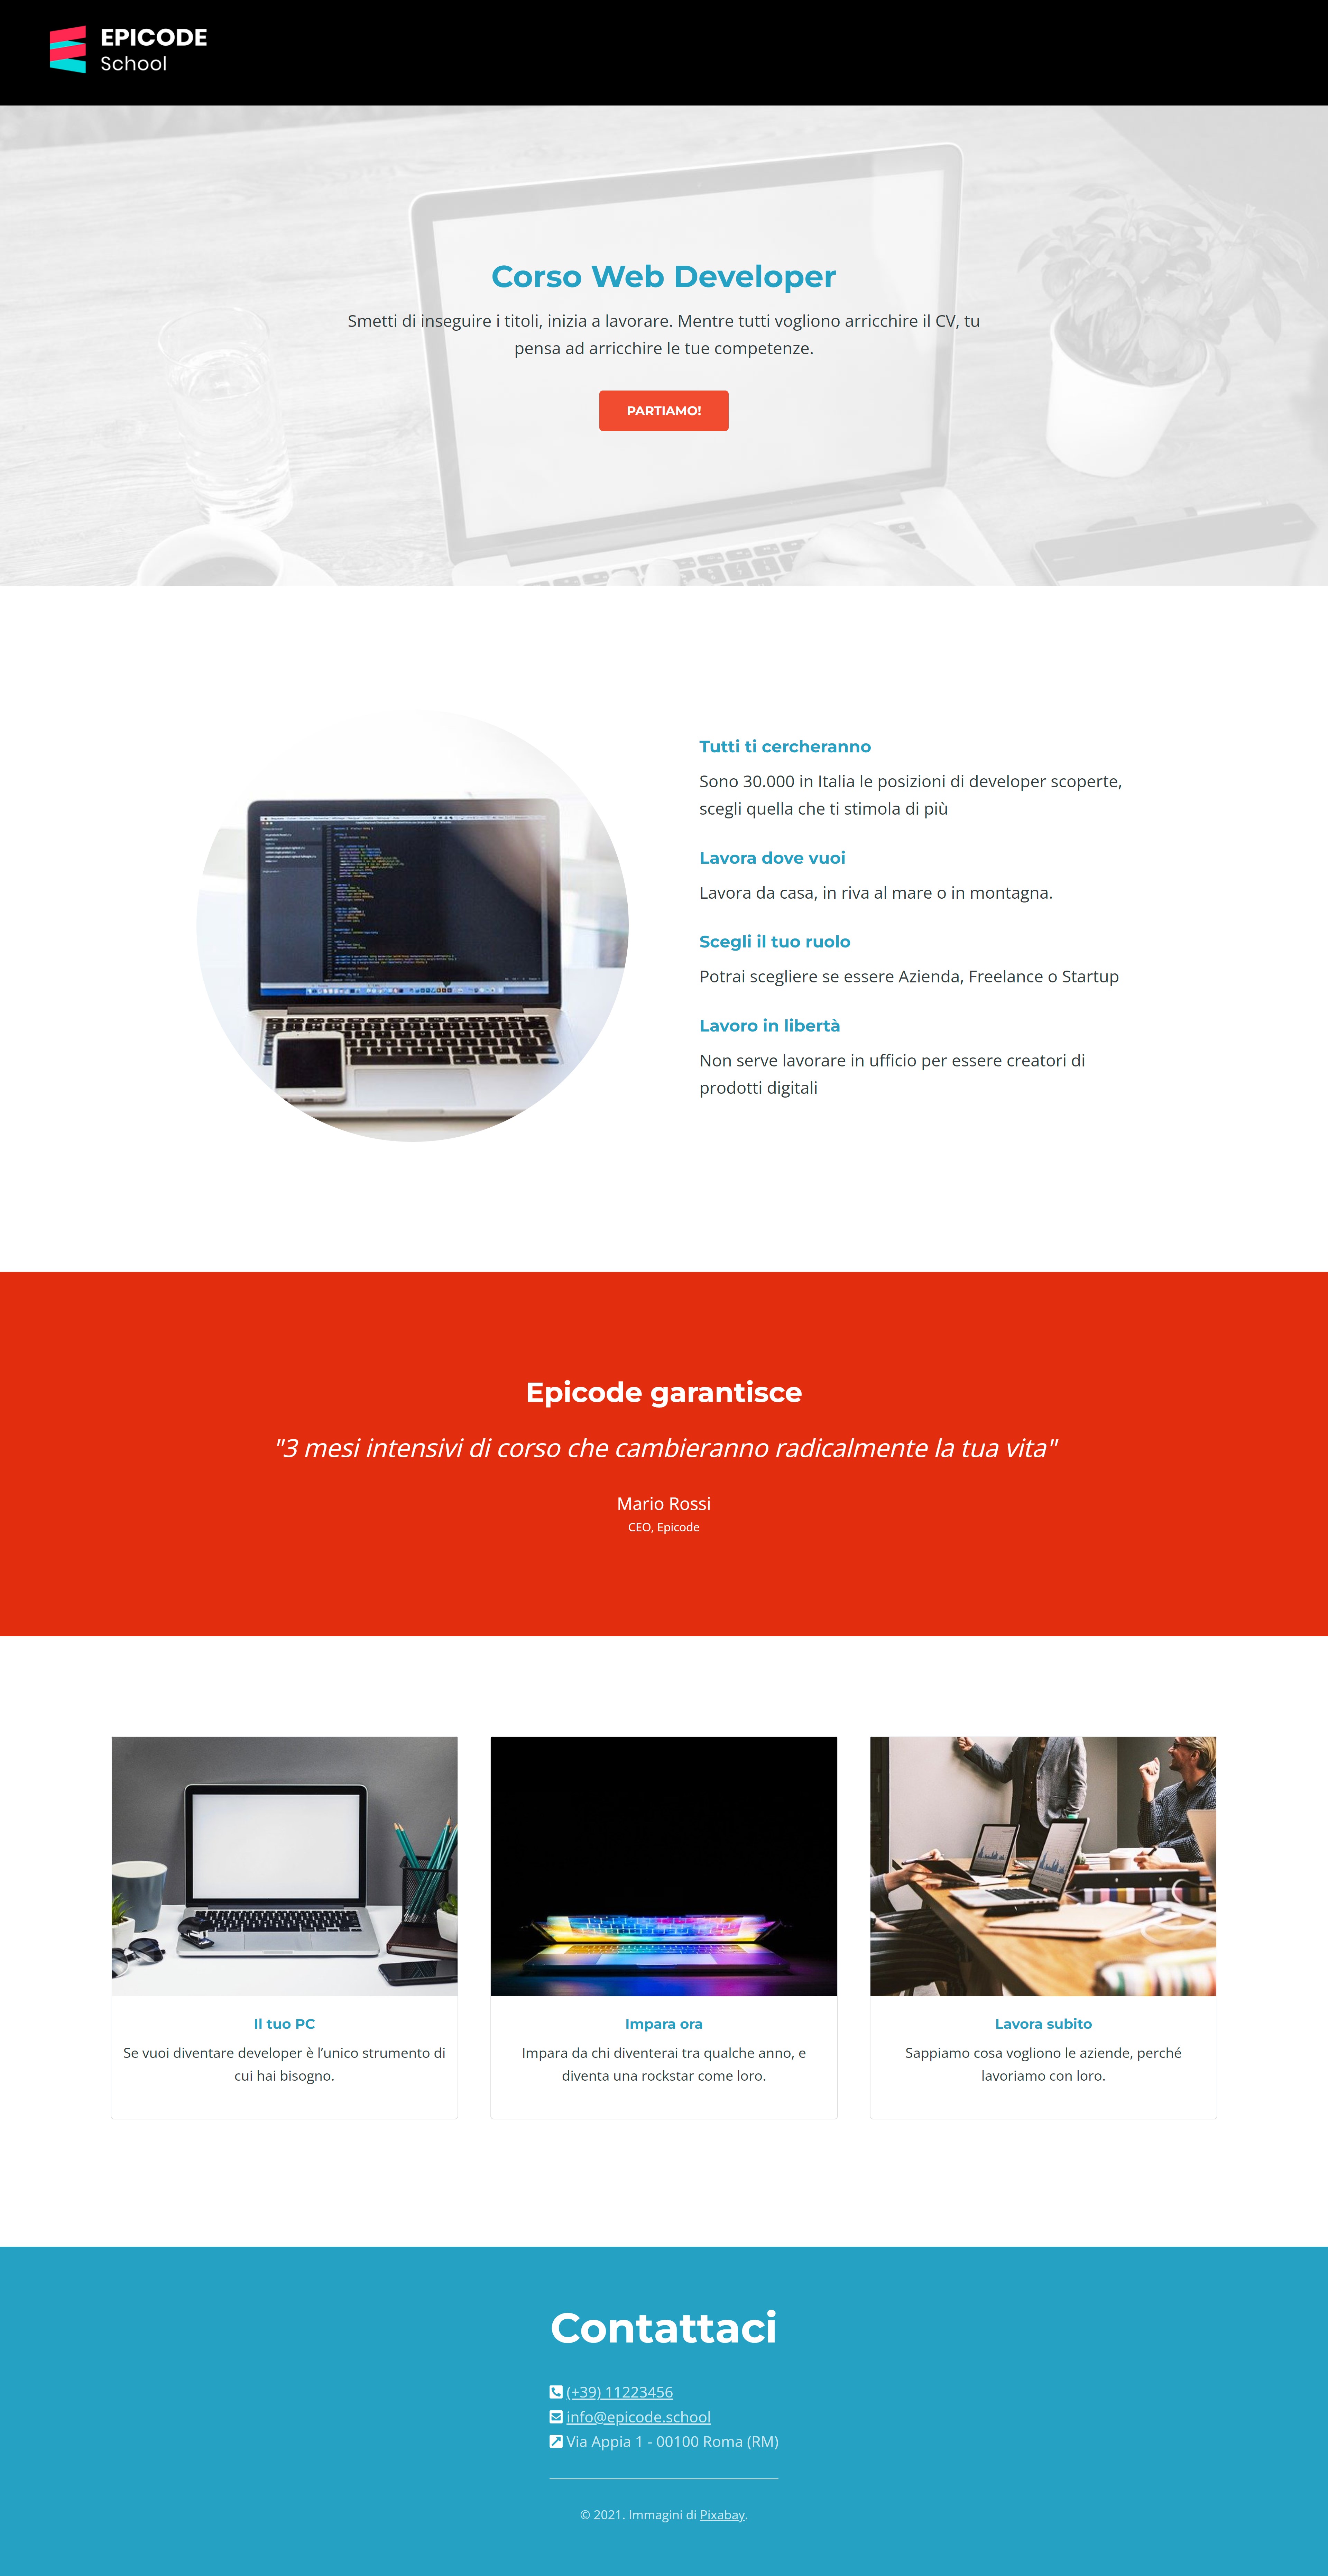 EPICODE
School
Corso Web Developer
Smetti di inseguire i titoli, inizia a lavorare. Mentre tutti vogliono arricchire il CV, tu
pensa ad arricchire le tue competenze.
PARTIAMO!
Tutti ti cercheranno
Sono 30.000 in Italia le posizioni di developer scoperte,
scegli quella che ti stimola di più
Lavora dove vuoi
Lavora da casa, in riva al mare o in montagna.
Scegli il tuo ruolo
Potrai scegliere se essere Azienda, Freelance o Startup
Lavoro in libertà
Non serve lavorare in ufficio per essere creatori di
prodotti digitali
Epicode garantisce
"3 mesi intensivi di corso che cambieranno radicalmente la tua vita"
Mario Rossi
CEO, Epicode
Il tuo PC
Se vuoi diventare developer è l’unico strumento di
cui hai bisogno.
Impara ora
Impara da chi diventerai tra qualche anno, e
diventa una rockstar come loro.
Lavora subito
Sappiamo cosa vogliono le aziende, perché
lavoriamo con loro.
Contattaci
(+39) 11223456
info@epicode.school
Via Appia 1 - 00100 Roma (RM)
© 2021. Immagini di Pixabay.